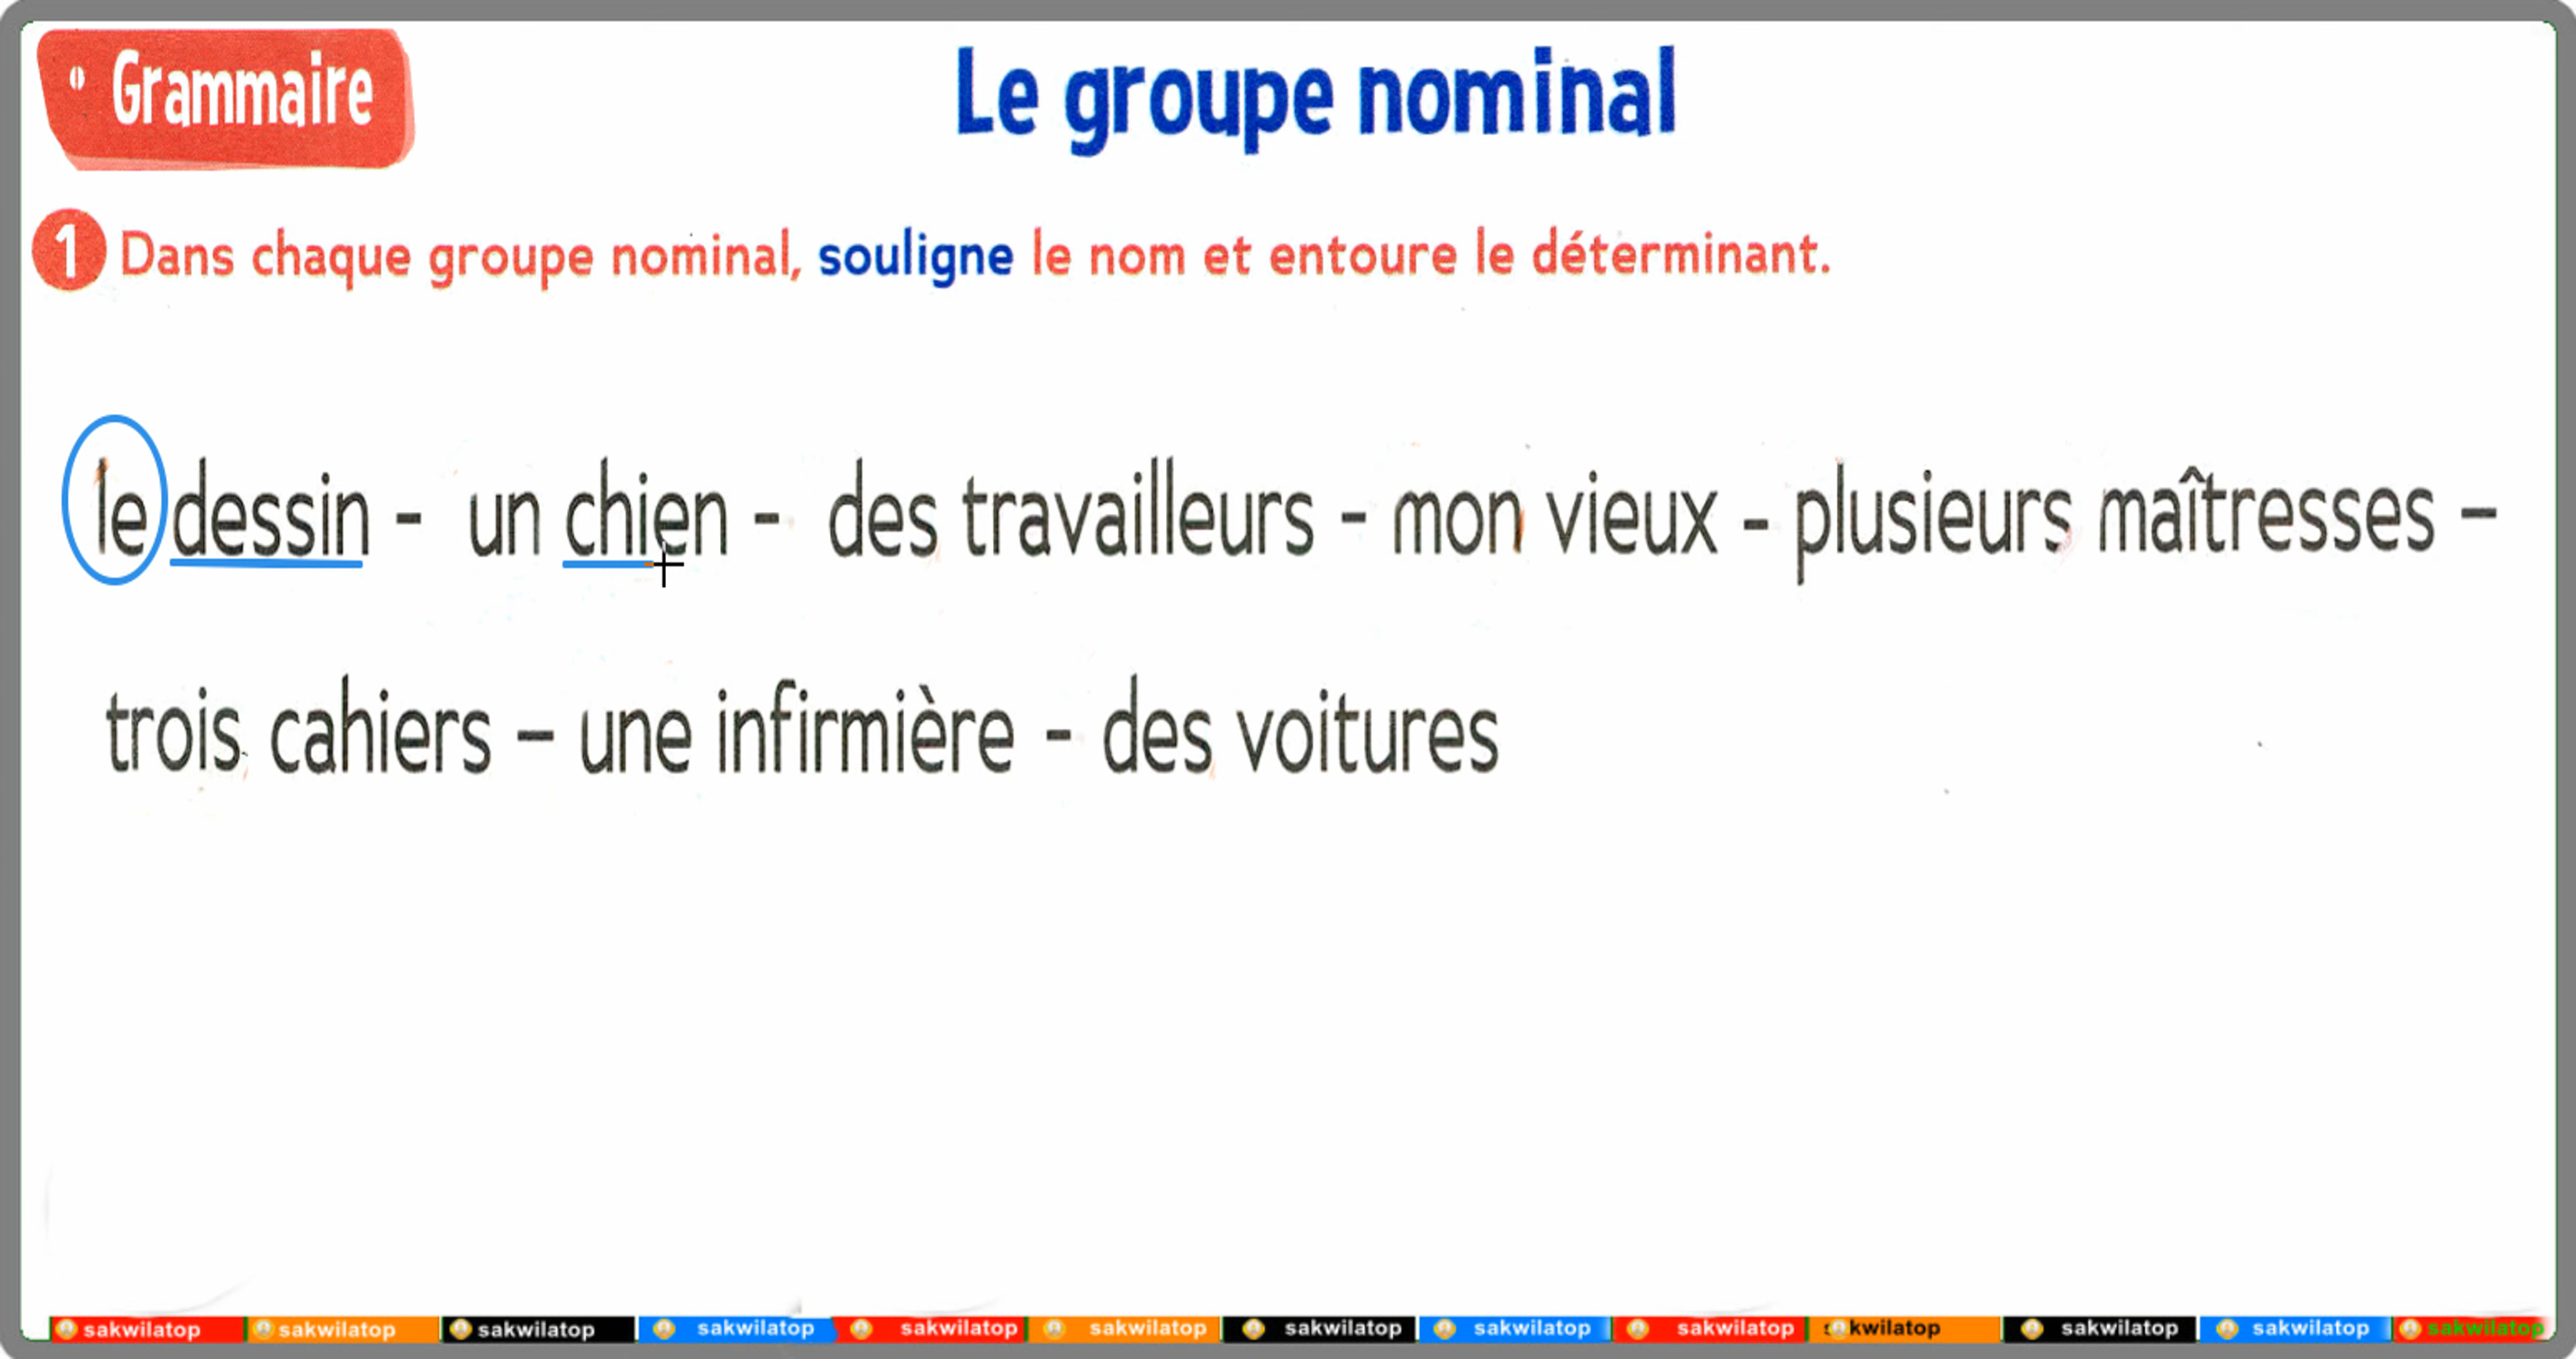 Grammaire
Le groupe nominal
1 Dans chaque groupe nominal, souligne le nom et entoure le déterminant.
le dessin - un chien - des travailleurs - mon vieux - plusieurs maîtresses –
trois cahiers – une infirmière - des voitures
sakwilatop sakwilatop sakwilatop sakwilatop sakwilatop sakwilatop sakwilatop sakwilatop sakwilatop kwilatop sakwilatop sakwilatop sakwilatop